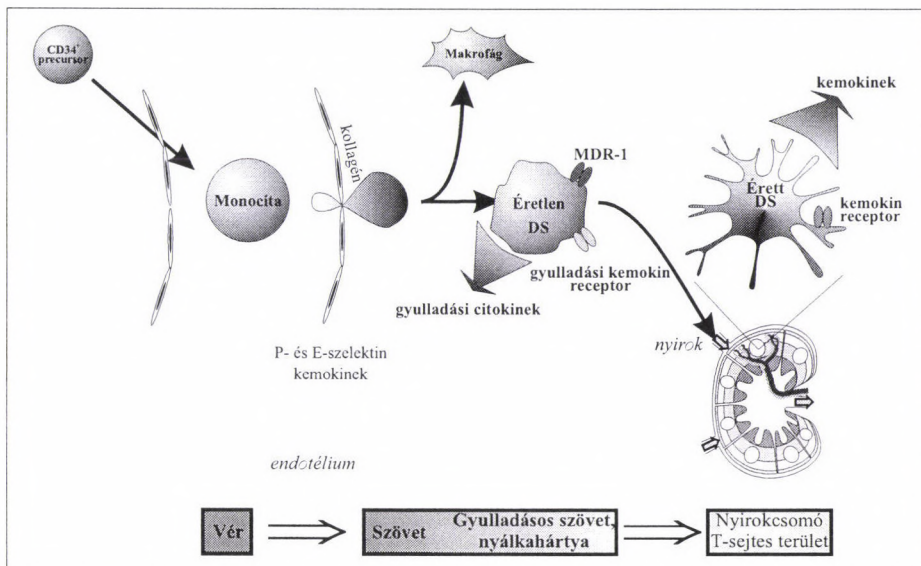 CD34+
precursor
Monocita
kollagén
Makrofág
Éretlen
DS
MDR-1
gyulladási kemokin
receptor
gyulladási citokinek
P- és E-szelektin
kemokinek
endotélium
kemokinek
Érett
DS
kemokin
receptor
nyirok
Vér
Szövet
Gyulladásos szövet,
nyálkahártya
Nyirokcsomó
T-sejtes terület